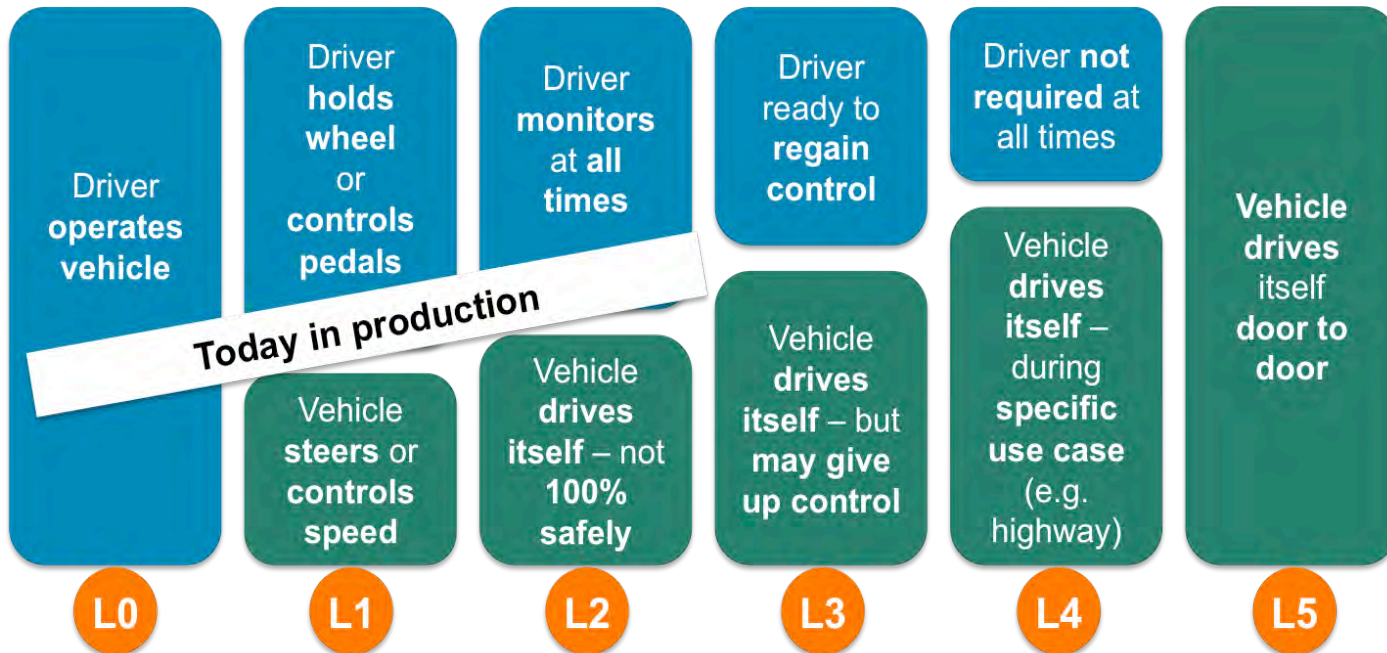 Driver
operates
vehicle
L0
Driver
holds
wheel
or
controls
pedals
Vehicle
steers or
controls
speed
L1
Driver
monitors
at all
times
Vehicle
drives
itself – not
100%
safely
L2
Today in production
Driver
ready to
regain
control
Vehicle
drives
itself – but
may give
up control
L3
Driver not
required at
all times
Vehicle
drives
itself –
during
specific
use case
(e.g.
highway)
L4
Vehicle
drives
itself
door to
door
L5